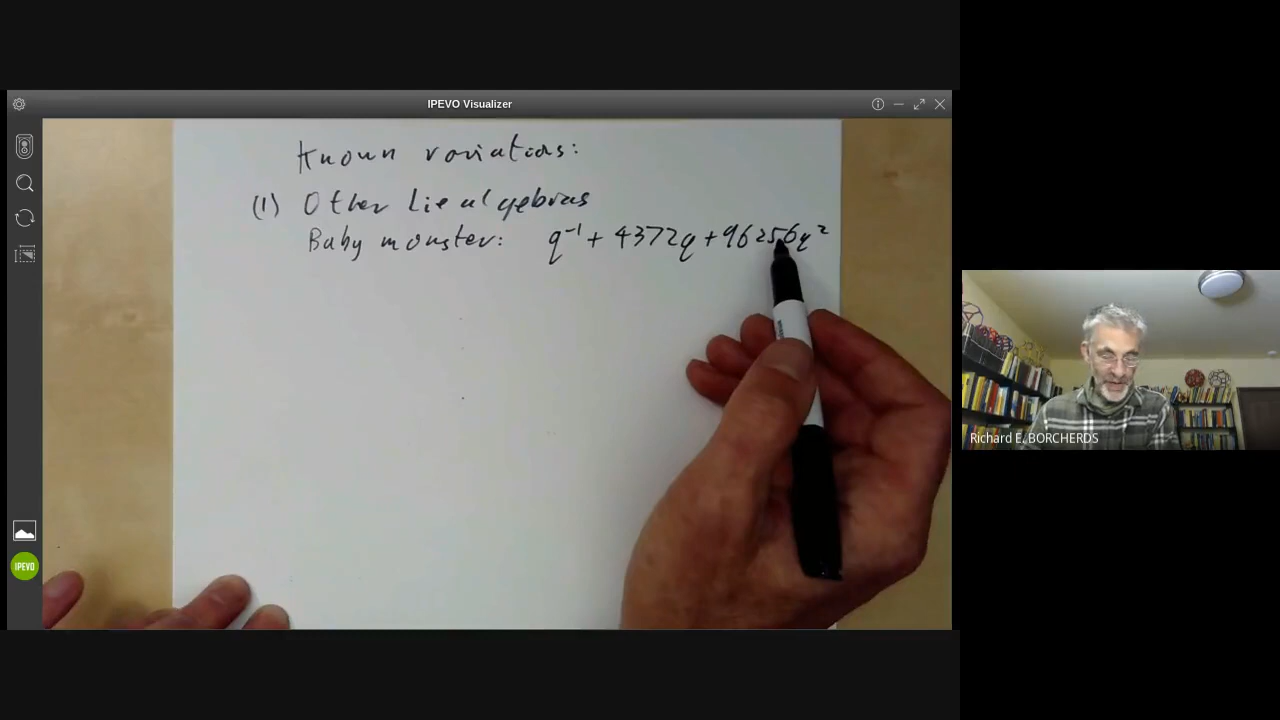 IPEVO Visualizer
Known variations:
(1) Other Lie algebras
Baby monster: q⁻¹ + 4372q + 96256q²
Richard E. BORCHERDS
IPEVO